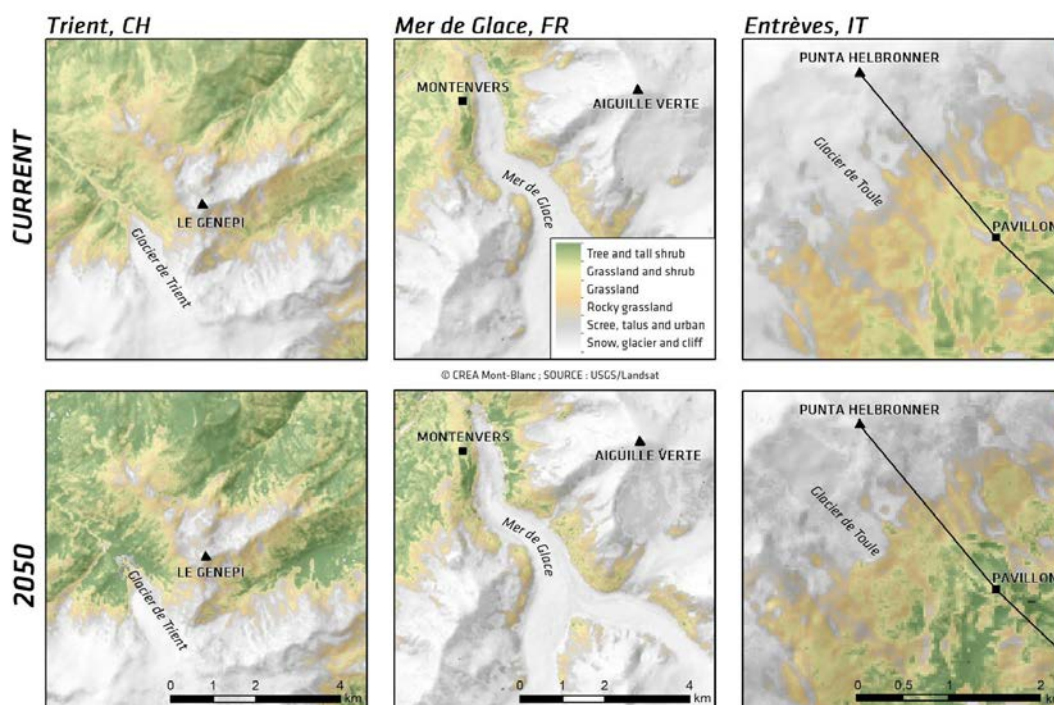 Trient, CH
Mer de Glace, FR
Entrèves, IT
CURRENT
LE GENEPI
Glacier de Trient
MONTENVERS
AIGUILLE VERTE
Mer de Glace
Tree and tall shrub
Grassland and shrub
Grassland
Rocky grassland
Scree, talus and urban
Snow, glacier and cliff
PUNTA HELBRONNER
Glacier de Toule
PAVILLON
© CREA Mont-Blanc ; SOURCE : USGS/Landsat
2050
LE GENEPI
Glacier de Trient
0 1 2 4
km
MONTENVERS
AIGUILLE VERTE
Mer de Glace
0 1 2 4
km
PUNTA HELBRONNER
Glacier de Toule
PAVILLON
0 0,5 1 2
km